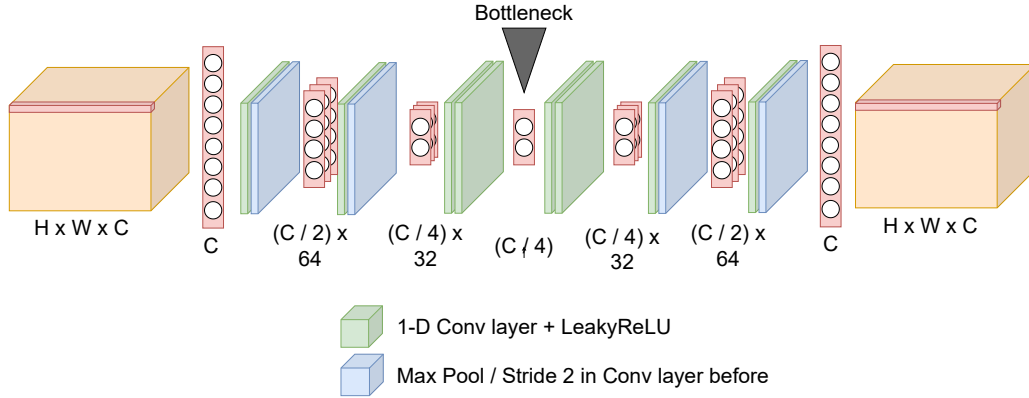 Bottleneck
H x W x C
C
(C / 2) x
64
(C / 4) x
32
(C / 4)
(C / 4) x
32
(C / 2) x
64
C
H x W x C
1-D Conv layer + LeakyReLU
Max Pool / Stride 2 in Conv layer before